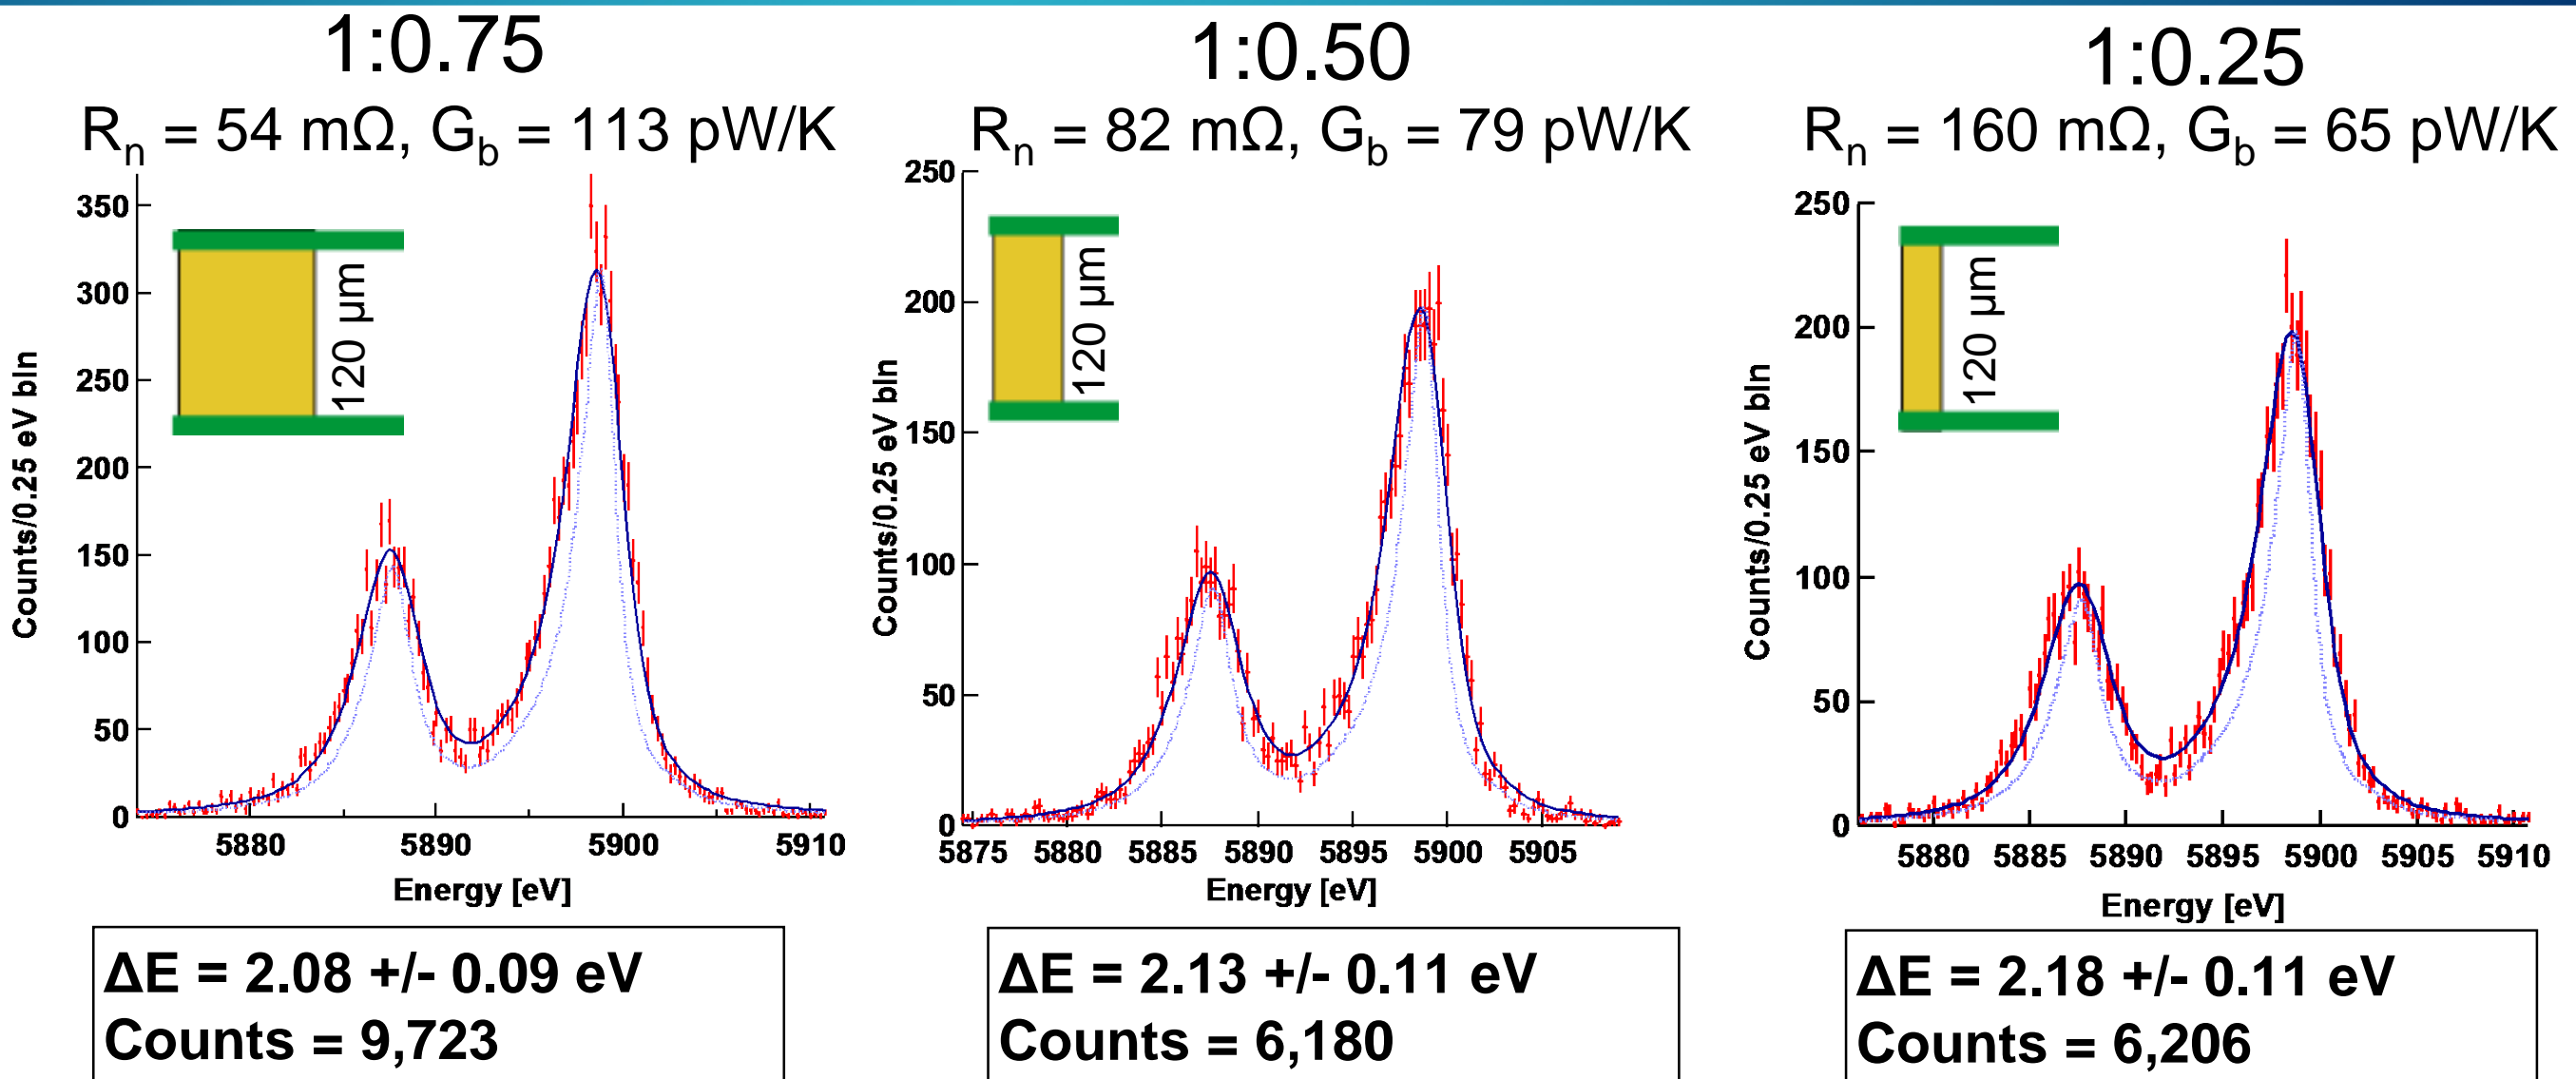 1:0.75
Rₙ = 54 mΩ, G_b = 113 pW/K
350
300
250
200
150
100
50
0
Counts/0.25 eV bin
120 μm
5880 5890 5900 5910
Energy [eV]
ΔE = 2.08 +/- 0.09 eV
Counts = 9,723
1:0.50
Rₙ = 82 mΩ, G_b = 79 pW/K
250
200
150
100
50
0
Counts/0.25 eV bin
120 μm
5875 5880 5885 5890 5895 5900 5905
Energy [eV]
ΔE = 2.13 +/- 0.11 eV
Counts = 6,180
1:0.25
Rₙ = 160 mΩ, G_b = 65 pW/K
250
200
150
100
50
0
Counts/0.25 eV bin
120 μm
5880 5885 5890 5895 5900 5905 5910
Energy [eV]
ΔE = 2.18 +/- 0.11 eV
Counts = 6,206